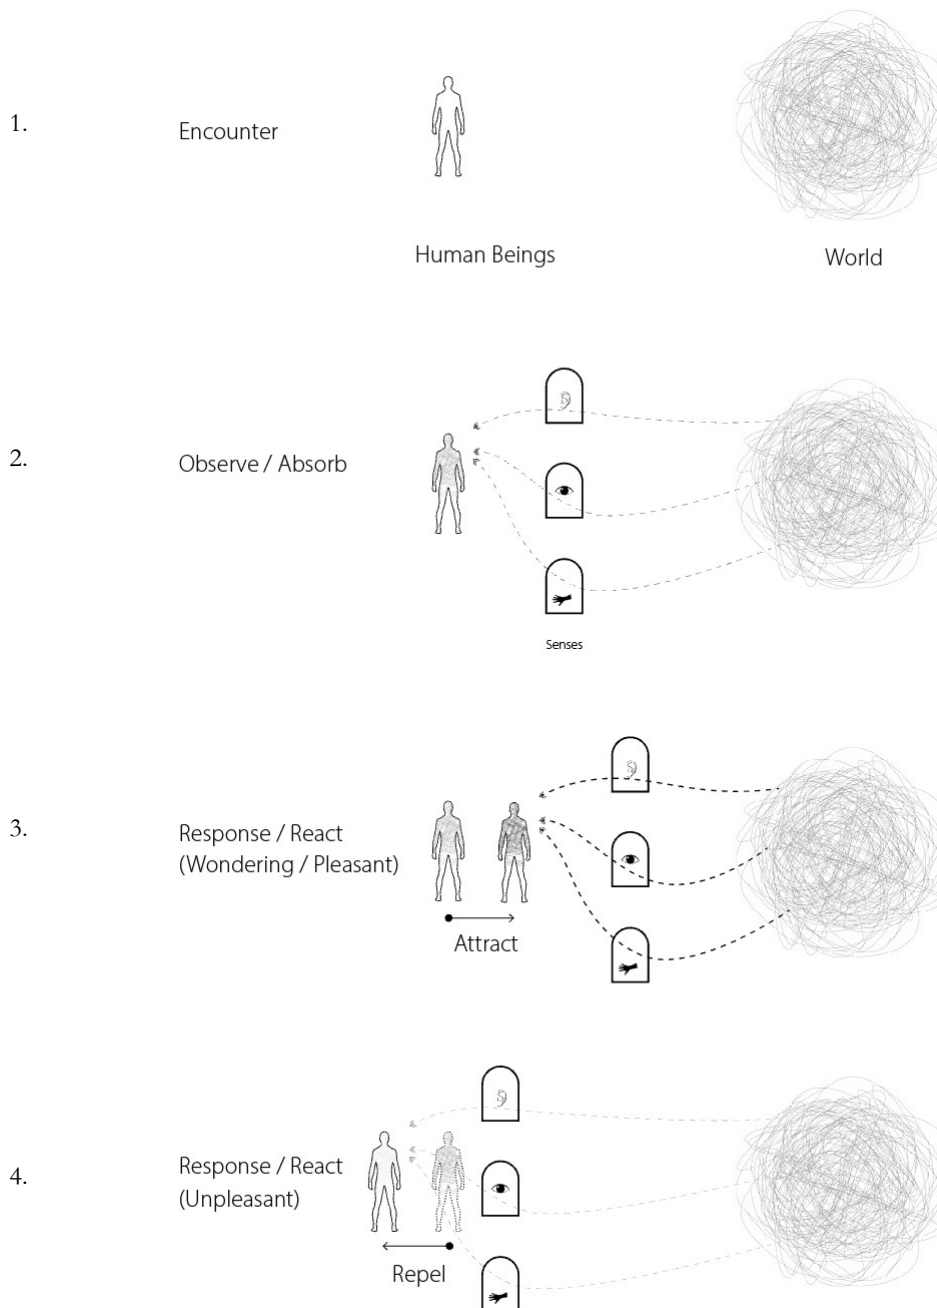 1.
Encounter
Human Beings
World
2.
Observe / Absorb
Senses
3.
Response / React
(Wondering / Pleasant)
Attract
4.
Response / React
(Unpleasant)
Repel